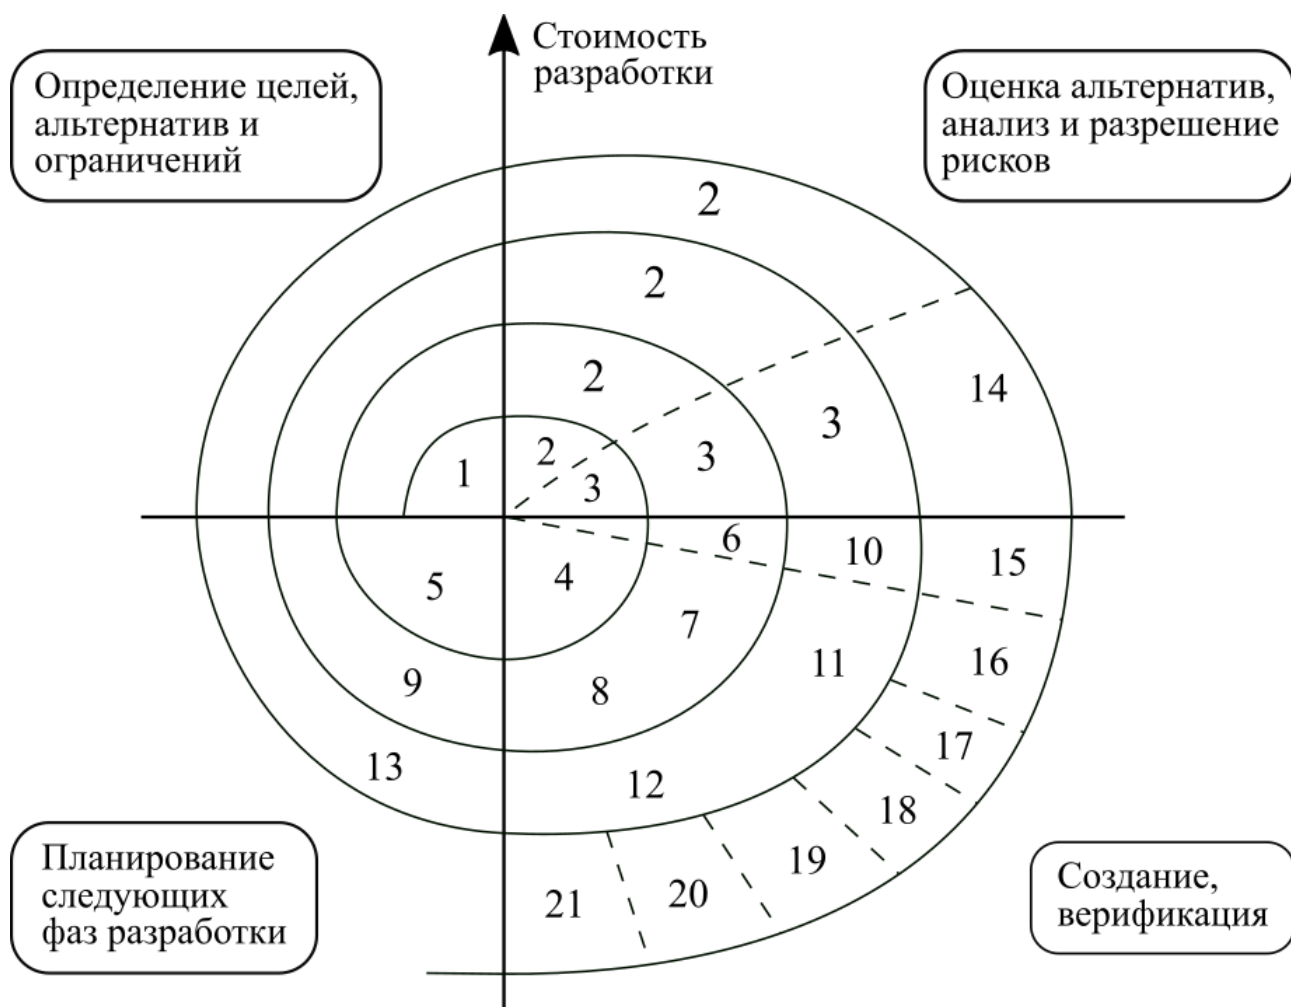 Стоимость
разработки
Определение целей,
альтернатив и
ограничений
Оценка альтернатив,
анализ и разрешение
рисков
2
2
2
14
3
2
3
1
3
6
10
15
5
4
7
11
16
9
8
17
13
12
18
19
20
21
Планирование
следующих
фаз разработки
Создание,
верификация